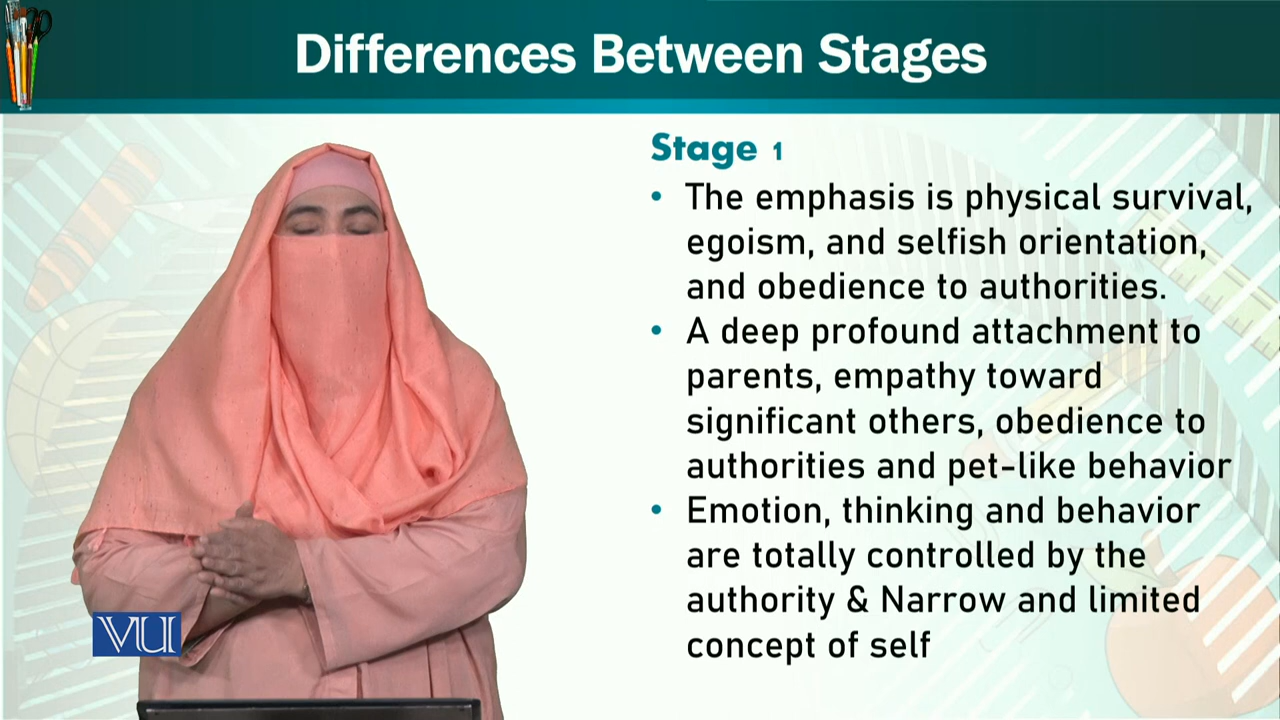 Differences Between Stages
Stage 1
• The emphasis is physical survival,
egoism, and selfish orientation,
and obedience to authorities.
• A deep profound attachment to
parents, empathy toward
significant others, obedience to
authorities and pet-like behavior
• Emotion, thinking and behavior
are totally controlled by the
authority & Narrow and limited
concept of self
VU